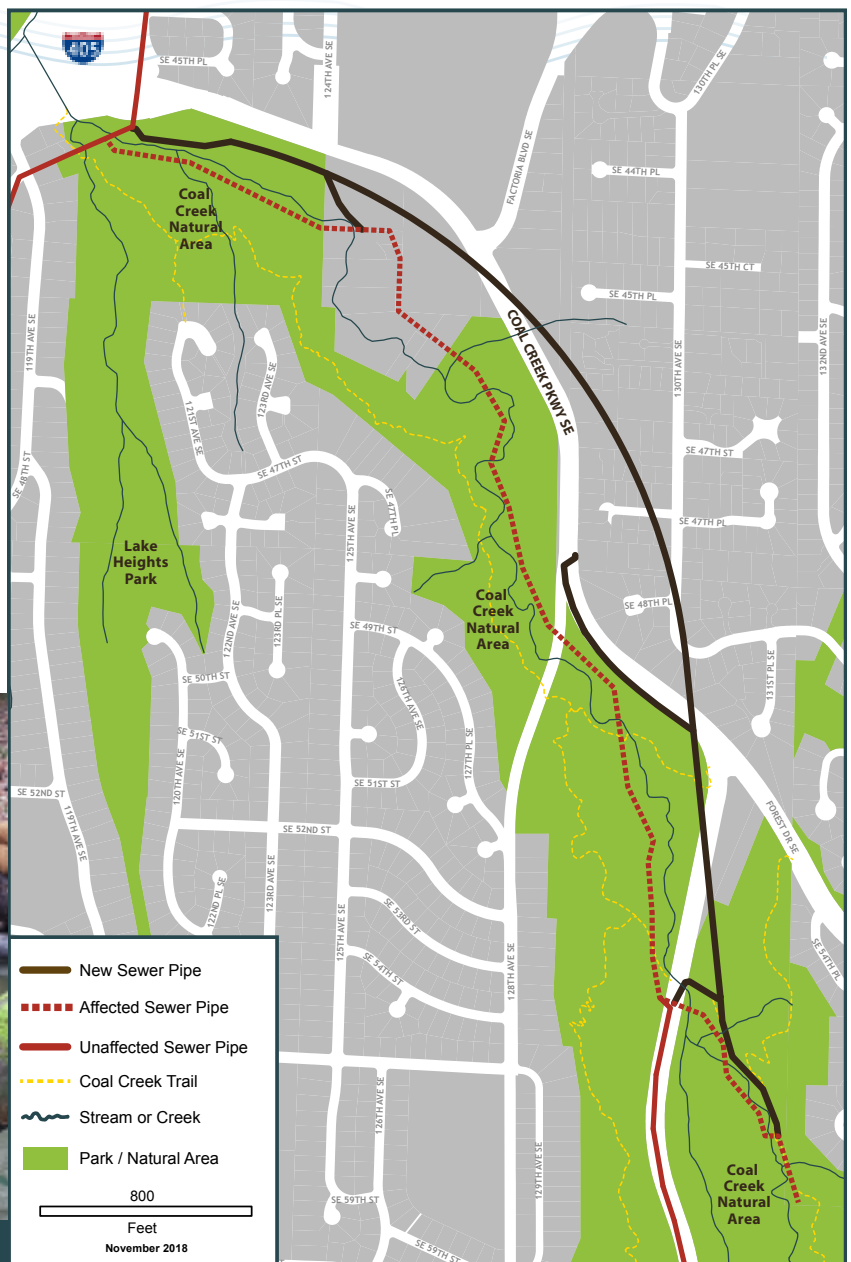 405
SE 45TH PL
124TH AVE SE
130TH PL SE
FACTORIA BLVD SE
SE 44TH PL
119TH AVE SE
Coal
Creek
Natural
Area
SE 45TH CT
SE 45TH PL
COAL CREEK PKWY SE
130TH AVE SE
132ND AVE SE
121ST AVE SE
123RD AVE SE
SE 47TH ST
SE 47TH ST
SE 48TH ST
SE 47TH PL
SE 47TH PL
125TH AVE SE
Lake
Heights
Park
Coal
Creek
Natural
Area
122ND AVE SE
123RD PL SE
SE 48TH PL
SE 49TH ST
SE 50TH ST
126TH AVE SE
127TH PL SE
131ST PL SE
SE 51ST ST
120TH AVE SE
SE 51ST ST
SE 52ND ST
119TH AVE SE
SE 52ND ST
FOREST DR SE
122ND PL SE
123RD AVE SE
125TH AVE SE
SE 53RD ST
SE 54TH ST
128TH AVE SE
SE 54TH PL
New Sewer Pipe
Affected Sewer Pipe
Unaffected Sewer Pipe
Coal Creek Trail
Stream or Creek
Park / Natural Area
800
Feet
November 2018
126TH AVE SE
129TH AVE SE
SE 59TH ST
SE 59TH ST
Coal
Creek
Natural
Area